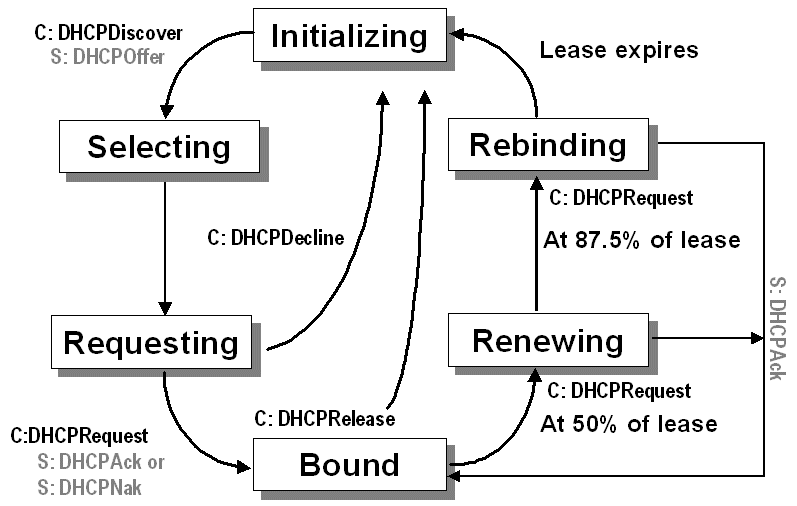 Initializing
C: DHCPDiscover
S: DHCPOffer
Lease expires
Selecting
Rebinding
C: DHCPRequest
At 87.5% of lease
C: DHCPDecline
S: DHCPAck
Requesting
Renewing
C: DHCPRequest
At 50% of lease
C: DHCPRelease
C:DHCPRequest
S: DHCPAck or
S: DHCPNak
Bound